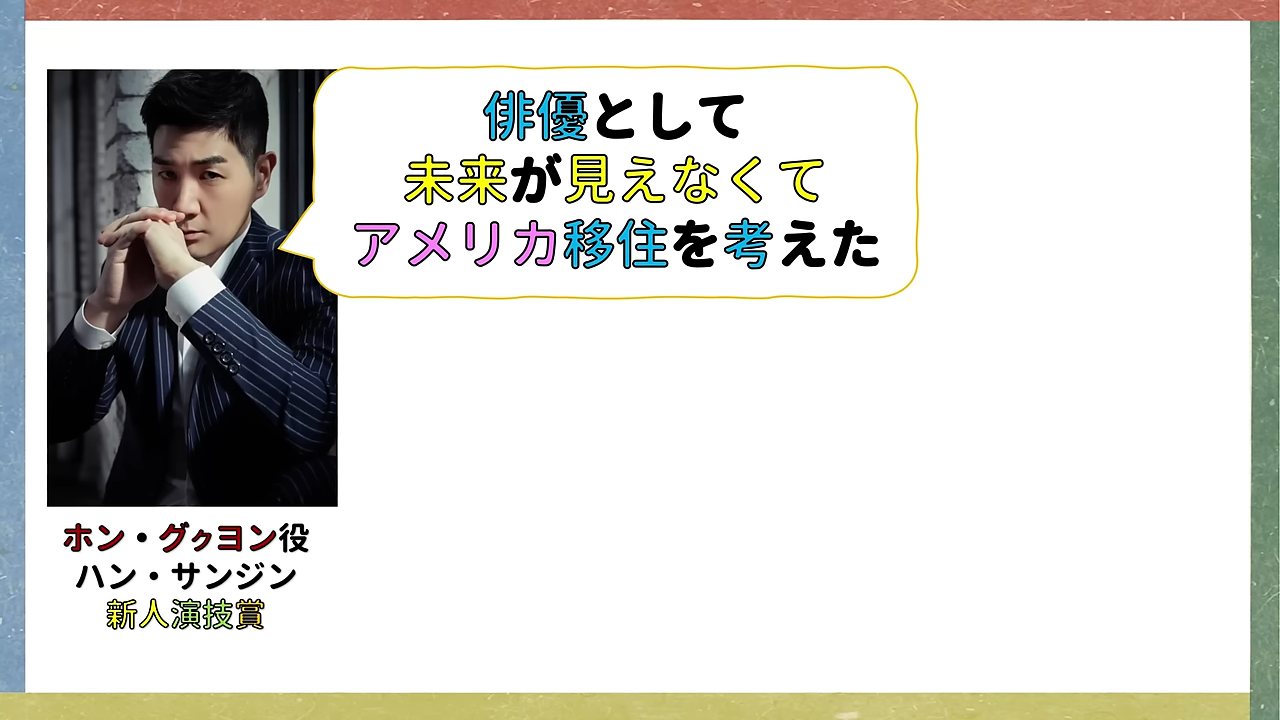 俳優として
未来が見えなくて
アメリカ移住を考えた
ホン・グㇰヨン役
ハン・サンジン
新人演技賞